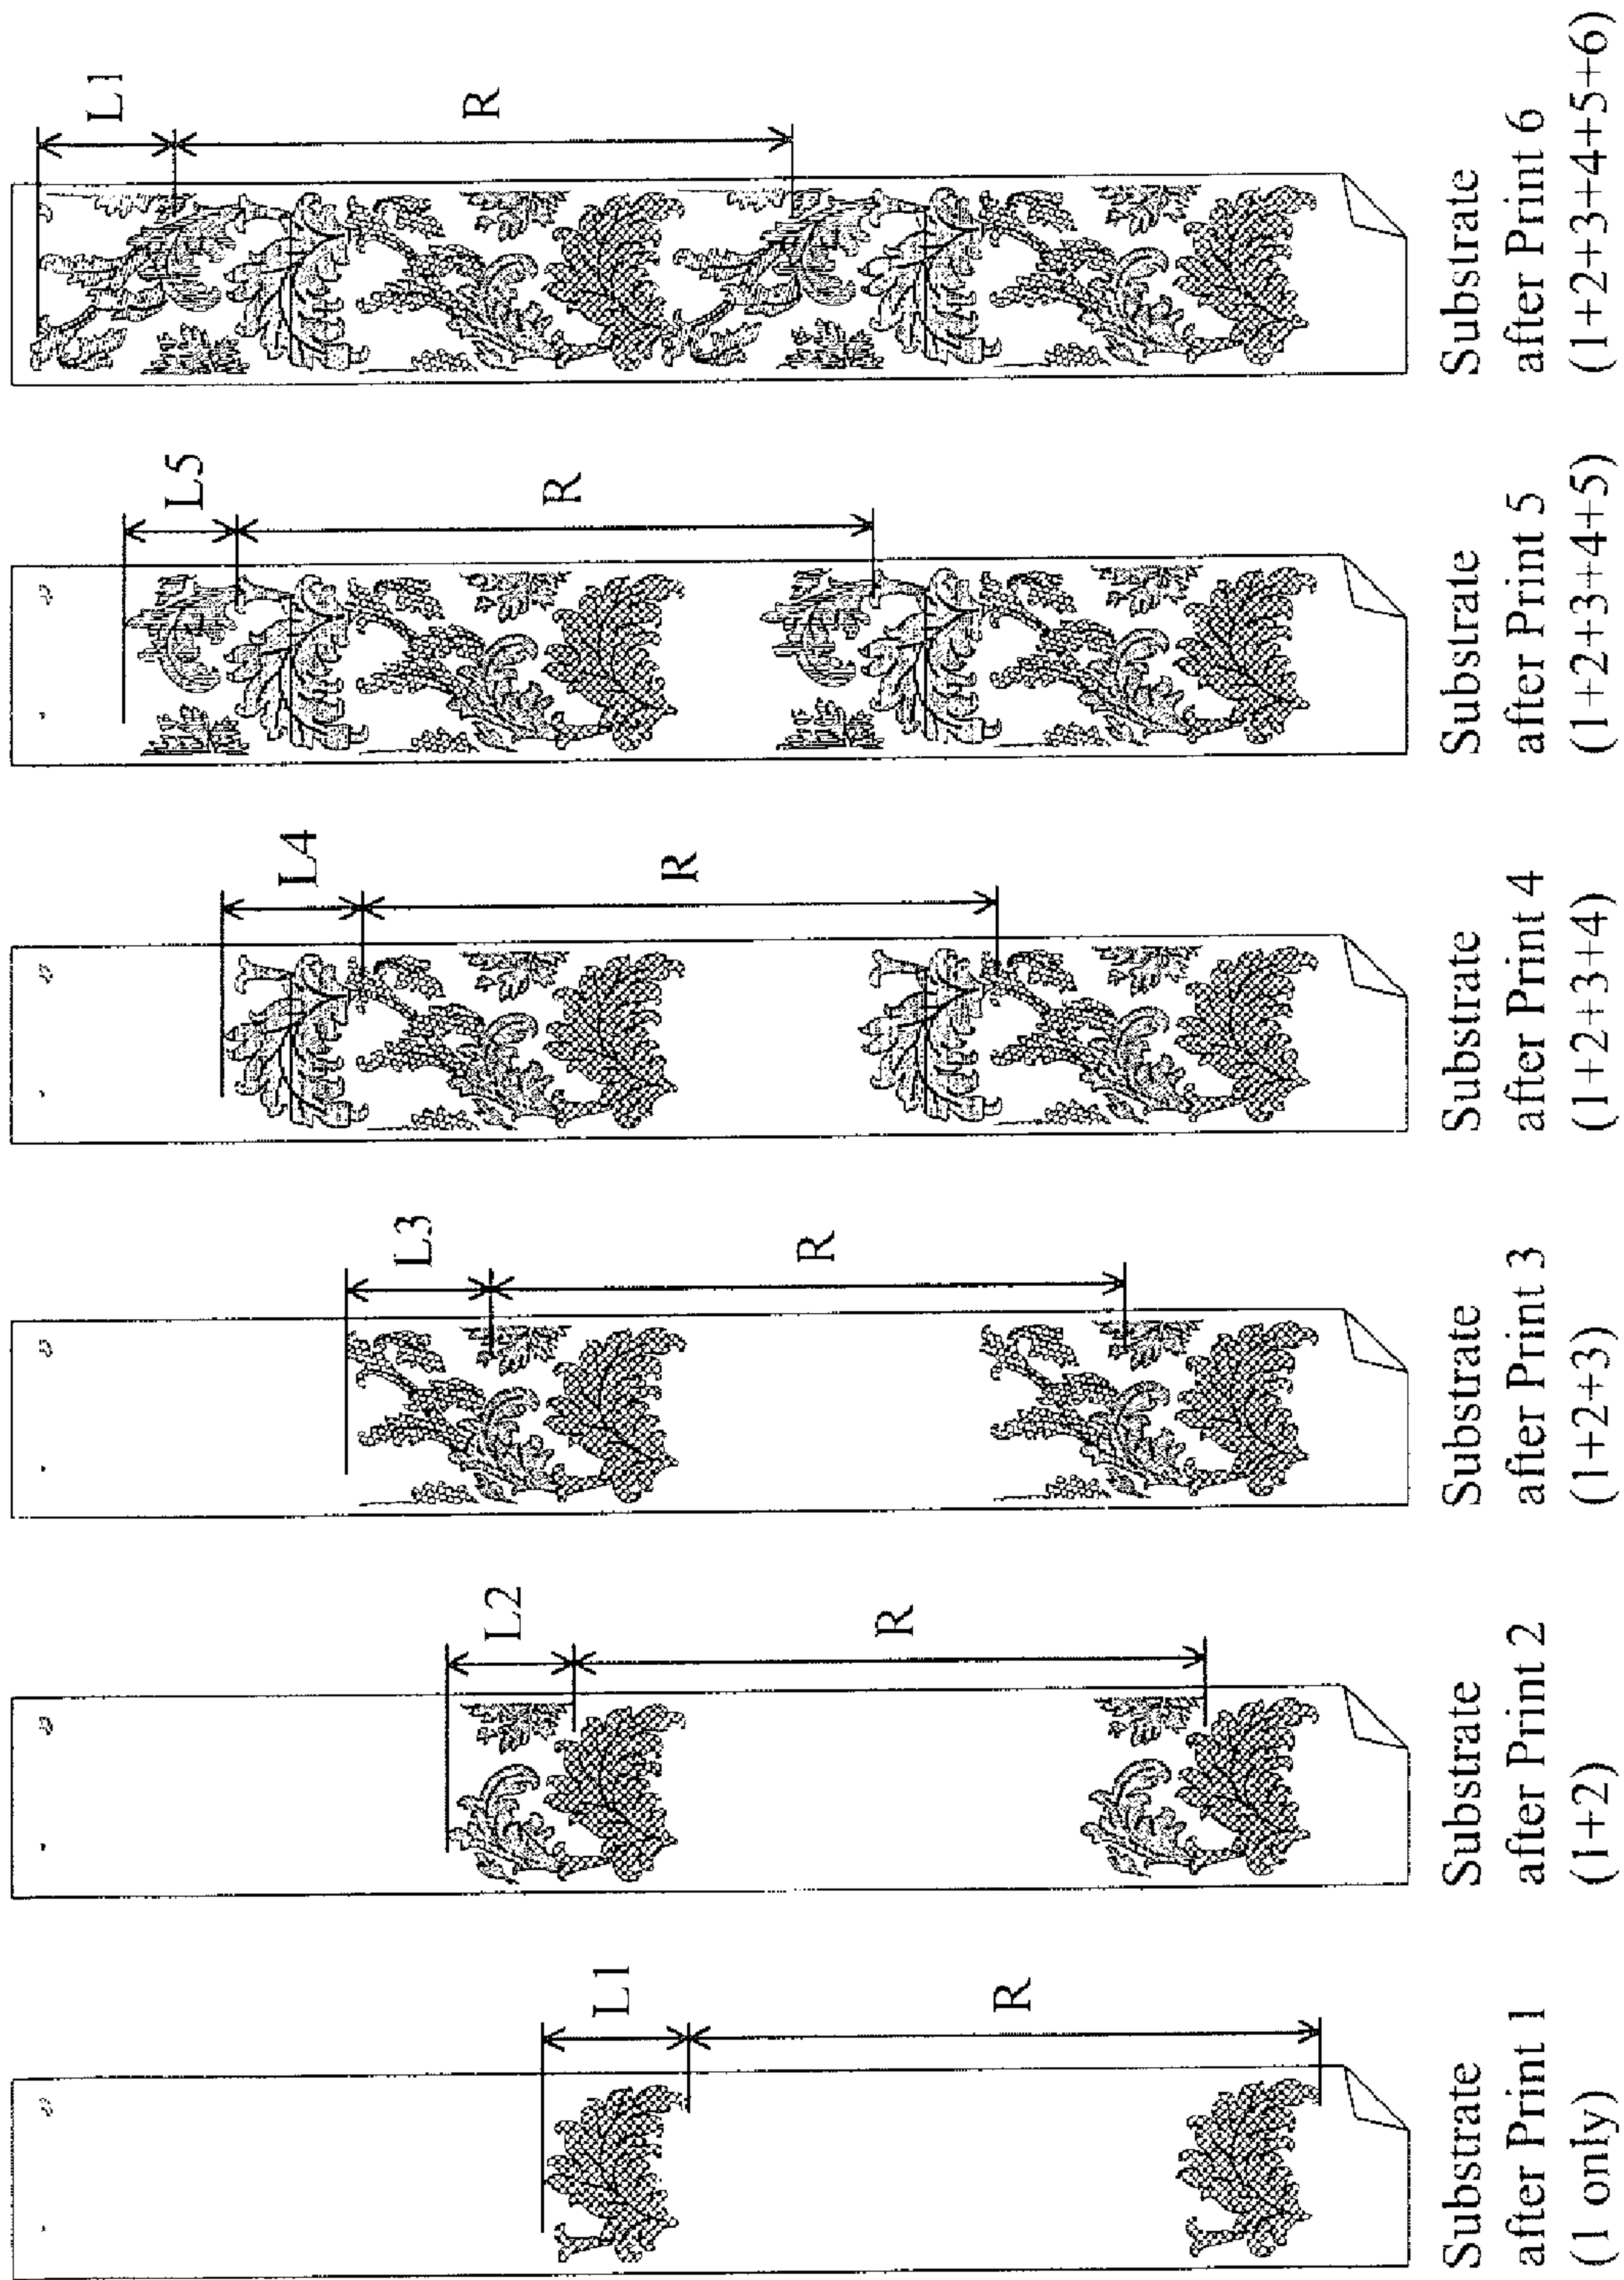 L1
R
Substrate
after Print 1
(1 only)
L2
R
Substrate
after Print 2
(1+2)
L3
R
Substrate
after Print 3
(1+2+3)
L4
R
Substrate
after Print 4
(1+2+3+4)
L5
R
Substrate
after Print 5
(1+2+3+4+5)
L1
R
Substrate
after Print 6
(1+2+3+4+5+6)